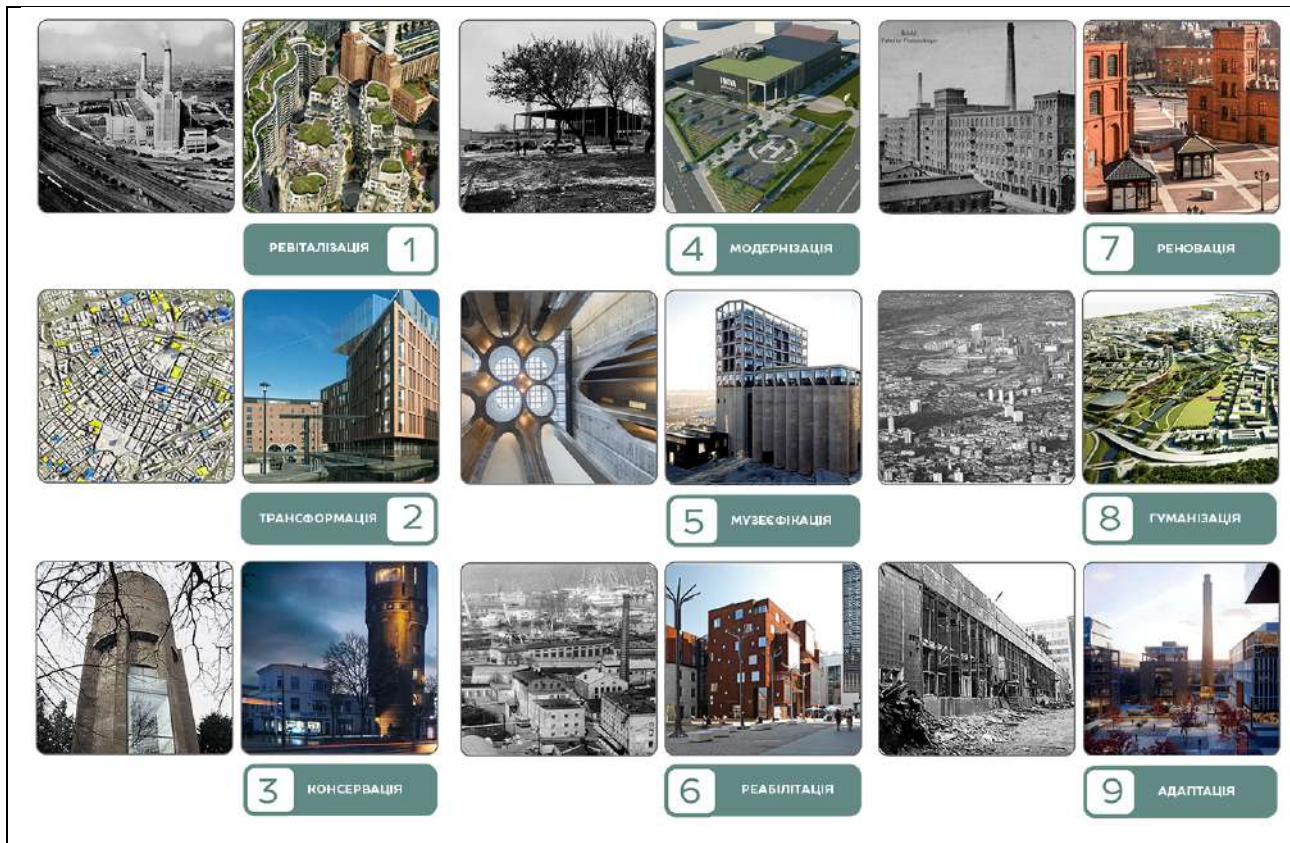 РЕВІТАЛІЗАЦІЯ 1
4 МОДЕРНІЗАЦІЯ
7 РЕНОВАЦІЯ
ТРАНСФОРМАЦІЯ 2
5 МУЗЕЄФІКАЦІЯ
8 ГУМАНІЗАЦІЯ
3 КОНСЕРВАЦІЯ
6 РЕАБІЛІТАЦІЯ
9 АДАПТАЦІЯ